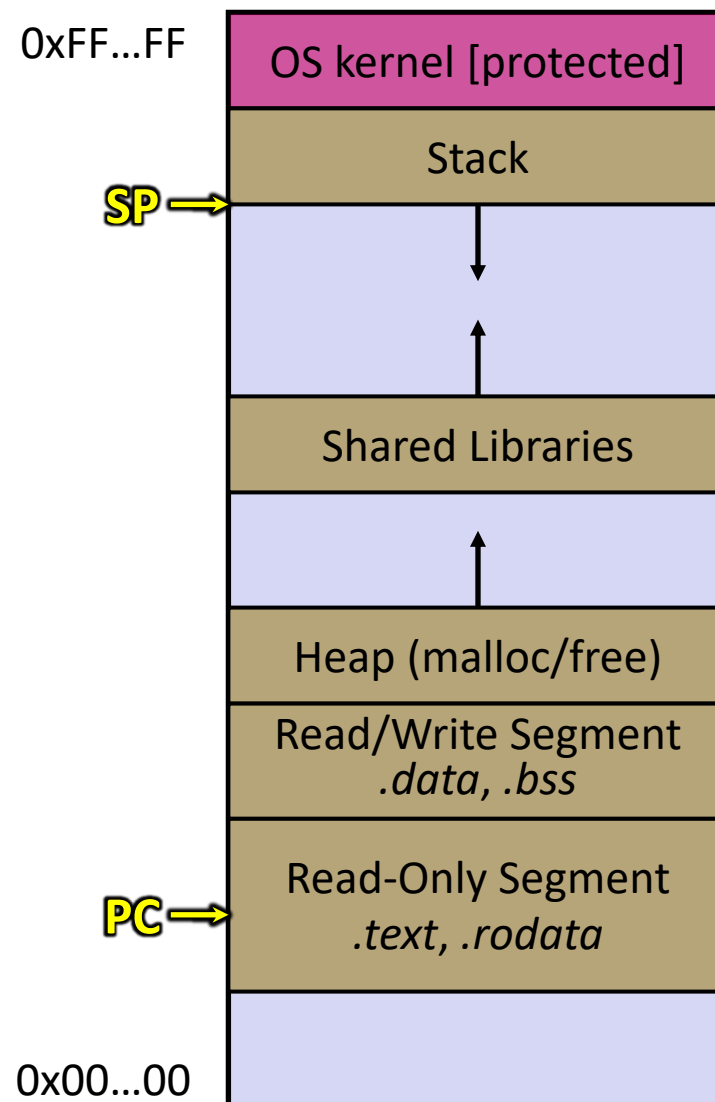 0xFF…FF
OS kernel [protected]
Stack
SP
Shared Libraries
Heap (malloc/free)
Read/Write Segment
.data, .bss
Read-Only Segment
PC
.text, .rodata
0x00…00